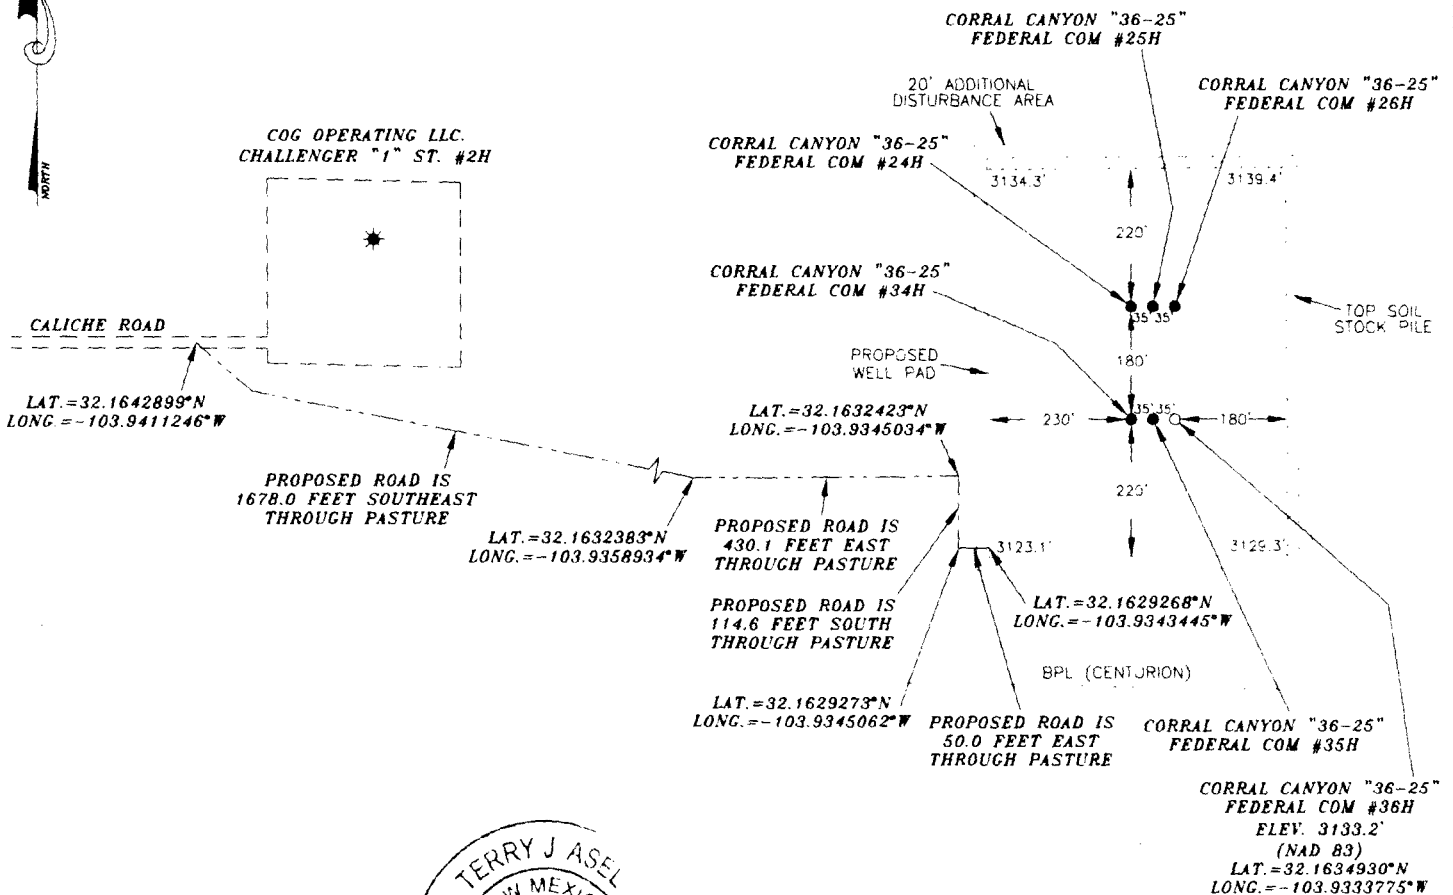 CORRAL CANYON "36-25"
FEDERAL COM #25H
20' ADDITIONAL
DISTURBANCE AREA
CORRAL CANYON "36-25"
FEDERAL COM #26H
NORTH
COG OPERATING LLC.
CHALLENGER "1" ST. #2H
CORRAL CANYON "36-25"
FEDERAL COM #24H
3134.3'
3139.4'
220'
CORRAL CANYON "36-25"
FEDERAL COM #34H
35' 35'
TOP SOIL
STOCK PILE
CALICHE ROAD
PROPOSED
WELL PAD
180'
LAT.=32.1642899°N
LONG.=-103.9411246°W
LAT.=32.1632423°N
LONG.=-103.9345034°W
35' 35'
230'
180'
PROPOSED ROAD IS
1678.0 FEET SOUTHEAST
THROUGH PASTURE
220'
LAT.=32.1632383°N
LONG.=-103.9358934°W
PROPOSED ROAD IS
430.1 FEET EAST
THROUGH PASTURE
3123.1'
3129.3'
PROPOSED ROAD IS
114.6 FEET SOUTH
THROUGH PASTURE
LAT.=32.1629268°N
LONG.=-103.9343445°W
BPL (CENTURION)
LAT.=32.1629273°N
LONG.=-103.9345062°W
PROPOSED ROAD IS
50.0 FEET EAST
THROUGH PASTURE
CORRAL CANYON "36-25"
FEDERAL COM #35H
CORRAL CANYON "36-25"
FEDERAL COM #36H
ELEV. 3133.2'
(NAD 83)
LAT.=32.1634930°N
LONG.=-103.9333775°W
TERRY J ASEL
W MEXIC